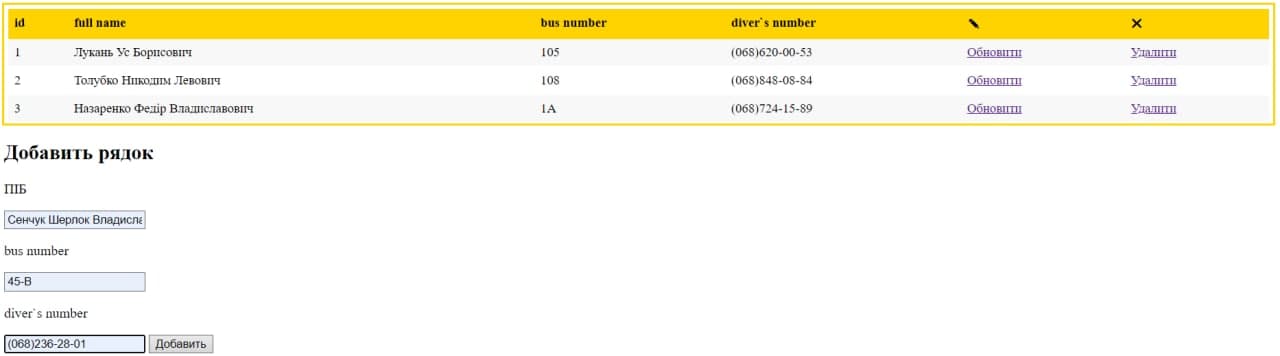 id full name bus number diver`s number ✎ ✕
1 Лукань Ус Борисович 105 (068)620-00-53 Обновити Удалити
2 Толубко Никодим Левович 108 (068)848-08-84 Обновити Удалити
3 Назаренко Федір Владиславович 1A (068)724-15-89 Обновити Удалити
Добавить рядок
ПІБ
Сенчук Шерлок Владисла
bus number
45-В
diver`s number
(068)236-28-01 Добавить